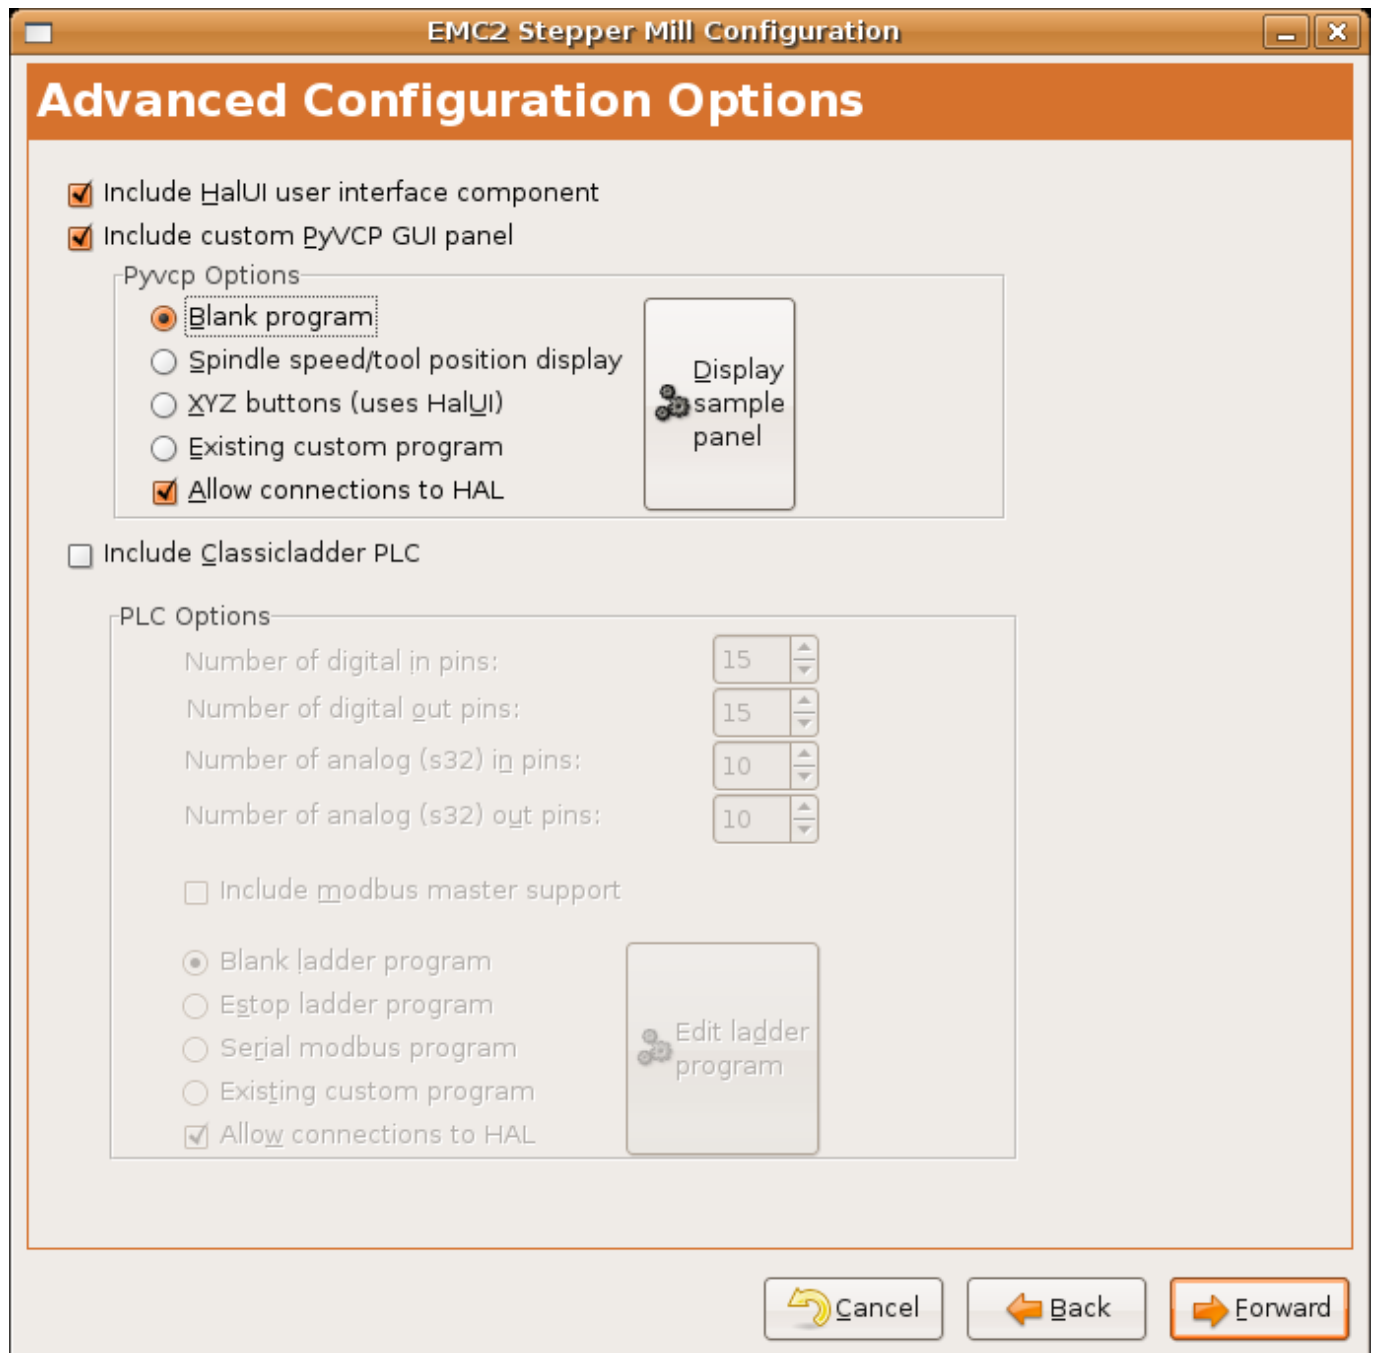 EMC2 Stepper Mill Configuration
Advanced Configuration Options
Include HalUI user interface component
Include custom PyVCP GUI panel
Pyvcp Options
Blank program
Spindle speed/tool position display
XYZ buttons (uses HalUI)
Existing custom program
Allow connections to HAL
Display
sample
panel
Include Classicladder PLC
PLC Options
Number of digital in pins: 15
Number of digital out pins: 15
Number of analog (s32) in pins: 10
Number of analog (s32) out pins: 10
Include modbus master support
Blank ladder program
Estop ladder program
Serial modbus program
Existing custom program
Allow connections to HAL
Edit ladder
program
Cancel Back Forward